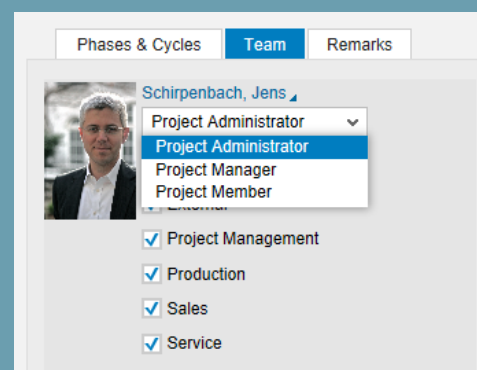 Phases & Cycles Team Remarks
Schirpenbach, Jens
Project Administrator
Project Administrator
Project Manager
Project Member
External
Project Management
Production
Sales
Service